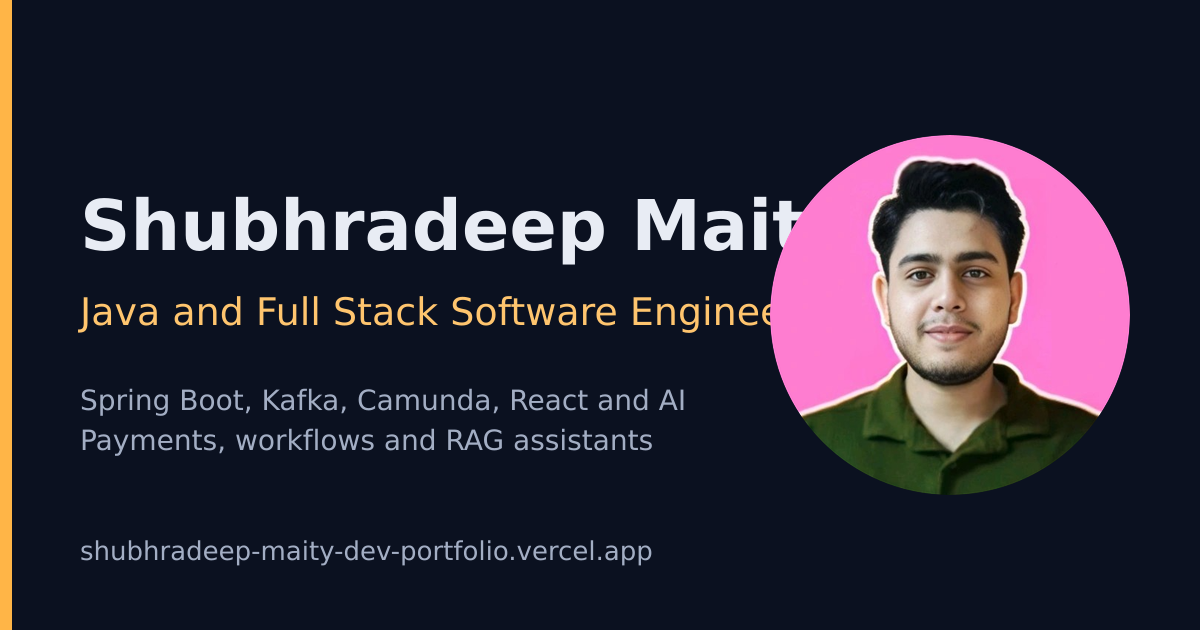 Shubhradeep Mait
Java and Full Stack Software Enginee
Spring Boot, Kafka, Camunda, React and AI
Payments, workflows and RAG assistants
shubhradeep-maity-dev-portfolio.vercel.app